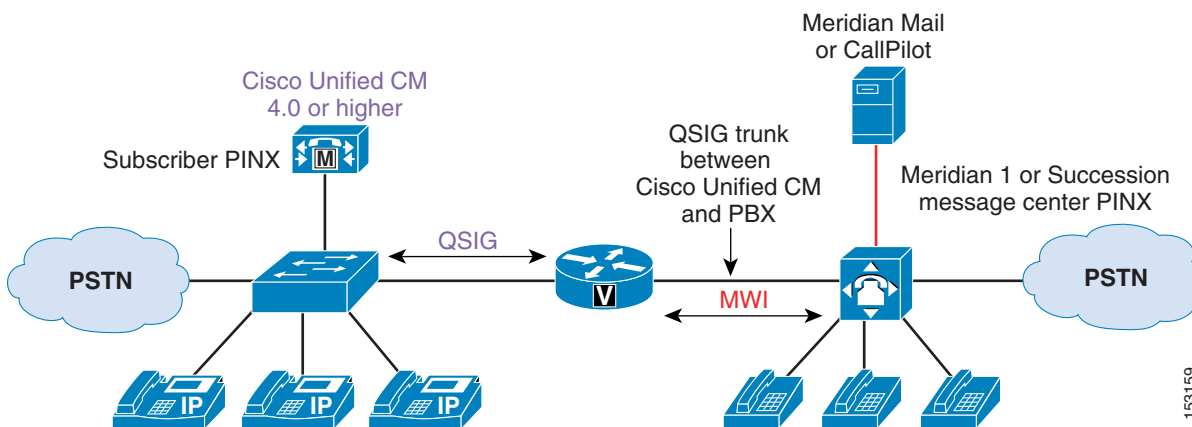 Meridian Mail
or CallPilot
Cisco Unified CM
4.0 or higher
QSIG trunk
between
Cisco Unified CM
and PBX
Subscriber PINX
M
Meridian 1 or Succession
message center PINX
QSIG
PSTN
V
MWI
PSTN
IP
IP
IP
153159